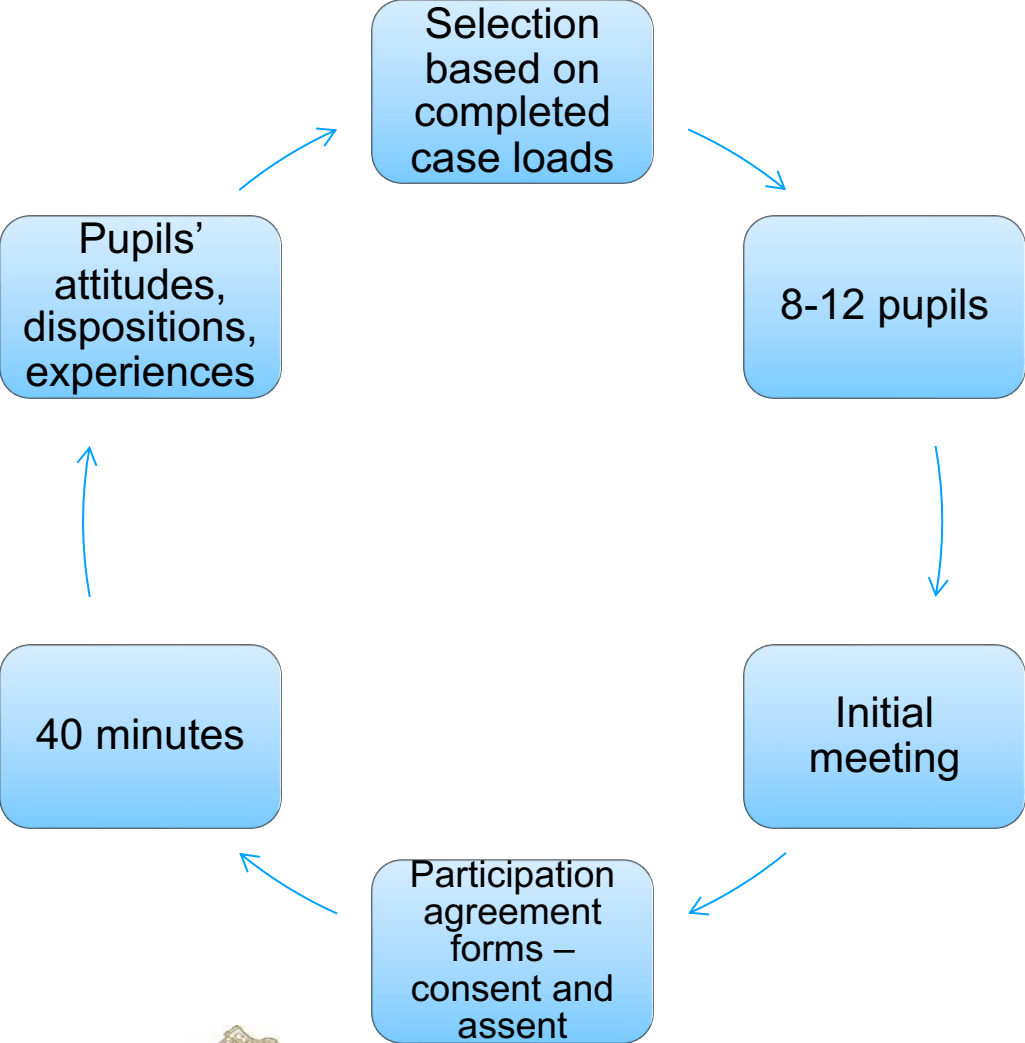 Selection
based on
completed
case loads
8-12 pupils
Initial
meeting
Participation
agreement
forms –
consent and
assent
40 minutes
Pupils’
attitudes,
dispositions,
experiences